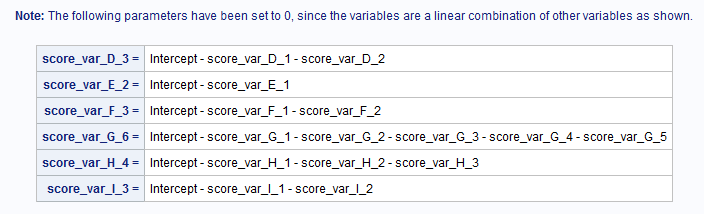 Note: The following parameters have been set to 0, since the variables are a linear combination of other variables as shown.
score_var_D_3 = Intercept - score_var_D_1 - score_var_D_2
score_var_E_2 = Intercept - score_var_E_1
score_var_F_3 = Intercept - score_var_F_1 - score_var_F_2
score_var_G_6 = Intercept - score_var_G_1 - score_var_G_2 - score_var_G_3 - score_var_G_4 - score_var_G_5
score_var_H_4 = Intercept - score_var_H_1 - score_var_H_2 - score_var_H_3
score_var_I_3 = Intercept - score_var_I_1 - score_var_I_2